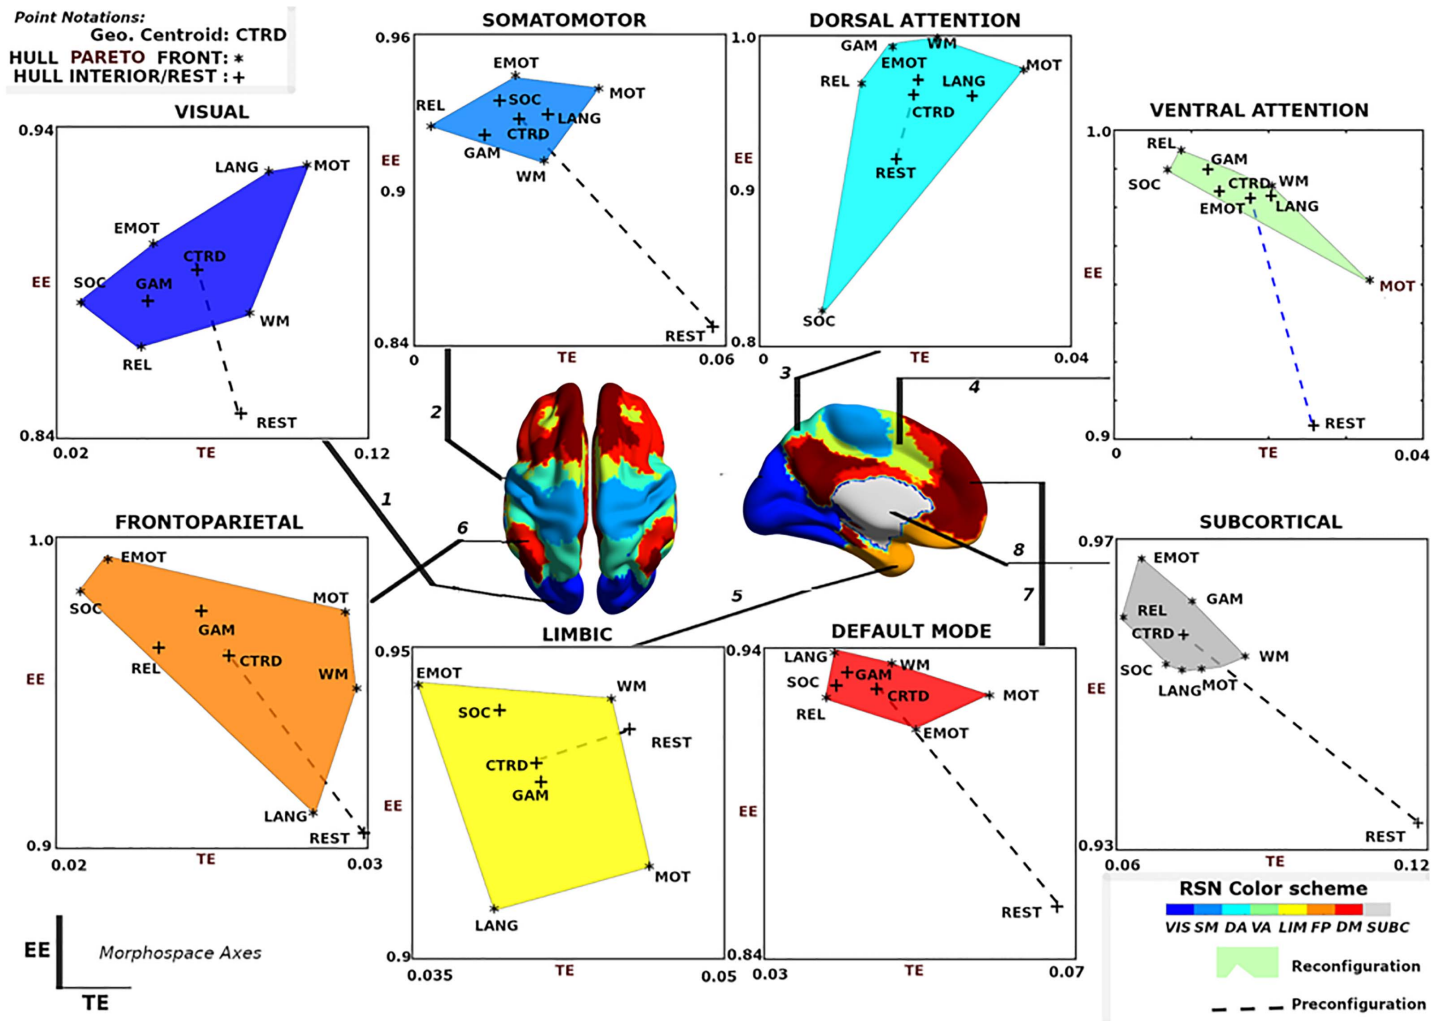 Point Notations:
Geo. Centroid: CTRD
HULL PARETO FRONT: *
HULL INTERIOR/REST : +
VISUAL
0.94
LANG
MOT
EMOT
CTRD
EE
SOC
GAM
WM
REL
REST
0.84
0.02
TE
0.12
SOMATOMOTOR
0.96
EMOT
MOT
REL
SOC
LANG
CTRD
GAM
EE
WM
0.9
REST
0.84
0
TE
0.06
DORSAL ATTENTION
1.0
GAM
WM
EMOT
MOT
REL
LANG
CTRD
EE
REST
0.9
SOC
0.8
0
TE
0.04
VENTRAL ATTENTION
1.0
REL
GAM
SOC
CTRD
WM
EMOT
LANG
EE
MOT
REST
0.9
0
TE
0.04
1
2
3
4
5
6
7
8
FRONTOPARIETAL
1.0
EMOT
SOC
MOT
GAM
REL
CTRD
WM
EE
LANG
REST
0.9
0.02
TE
0.03
LIMBIC
0.95
EMOT
WM
SOC
REST
CTRD
GAM
EE
MOT
LANG
0.9
0.035
TE
0.05
DEFAULT MODE
0.94
LANG
WM
GAM
SOC
CRTD
MOT
REL
EMOT
EE
REST
0.84
0.03
TE
0.07
SUBCORTICAL
0.97
EMOT
GAM
REL
CTRD
WM
SOC
MOT
LANG
EE
REST
0.93
0.06
TE
0.12
EE
Morphospace Axes
TE
RSN Color scheme
VIS SM DA VA LIM FP DM SUBC
Reconfiguration
Preconfiguration